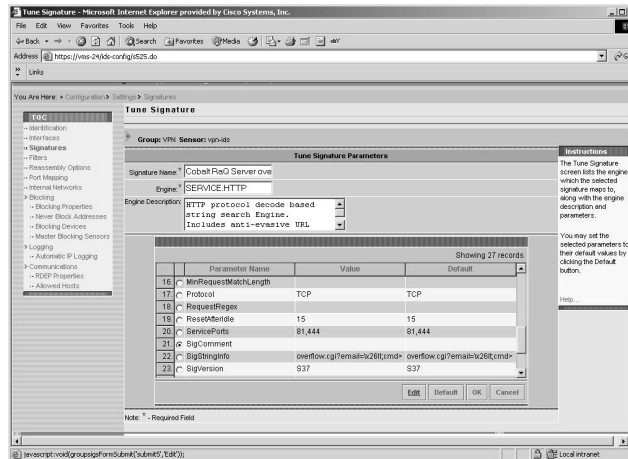 Tune Signature - Microsoft Internet Explorer provided by Cisco Systems, Inc.
File Edit View Favorites Tools Help
Back Search Favorites Media
Address https://vms-24/ids-config/s525.do
Links
You Are Here: Configuration > Settings > Signatures
TOC
Identification
Interfaces
Signatures
Filters
Reassembly Options
Port Mapping
Internal Networks
Blocking
Blocking Properties
Never Block Addresses
Blocking Devices
Master Blocking Sensors
Logging
Automatic IP Logging
Communications
RDEP Properties
Allowed Hosts
Tune Signature
Group: VPN Sensor: vpn-ids
Tune Signature Parameters
Signature Name:* Cobalt RaQ Server ove
Engine:* SERVICE.HTTP
Engine Description: HTTP protocol decode based
string search Engine.
Includes anti-evasive URL
Showing 27 records
Parameter Name Value Default
16. MinRequestMatchLength
17. Protocol TCP TCP
18. RequestRegex
19. ResetAfterIdle 15 15
20. ServicePorts 81,444 81,444
21. SigComment
22. SigStringInfo overflow.cgi?email=\x26lt;cmd> overflow.cgi?email=\x26lt;cmd>
23. SigVersion S37 S37
Edit Default OK Cancel
Note: * - Required Field
Instructions
The Tune Signature
screen lists the engine
which the selected
signature maps to,
along with the engine
description and
parameters.
You may set the
selected parameters to
their default values by
clicking the Default
button.
Help...
javascript:void(groupsigsFormSubmit('submit5','Edit'));
Local intranet